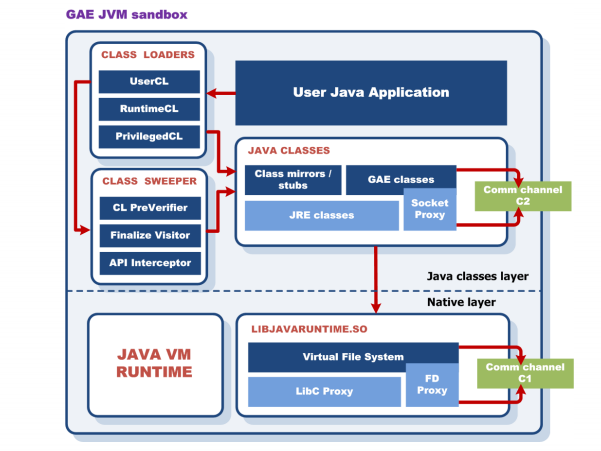 GAE JVM sandbox
CLASS LOADERS
UserCL
RuntimeCL
PrivilegedCL
User Java Application
JAVA CLASSES
Class mirrors /
stubs
GAE classes
JRE classes
Socket
Proxy
Comm channel
C2
CLASS SWEEPER
CL PreVerifier
Finalize Visitor
API Interceptor
Java classes layer
Native layer
JAVA VM
RUNTIME
LIBJAVARUNTIME.SO
Virtual File System
LibC Proxy
FD
Proxy
Comm channel
C1